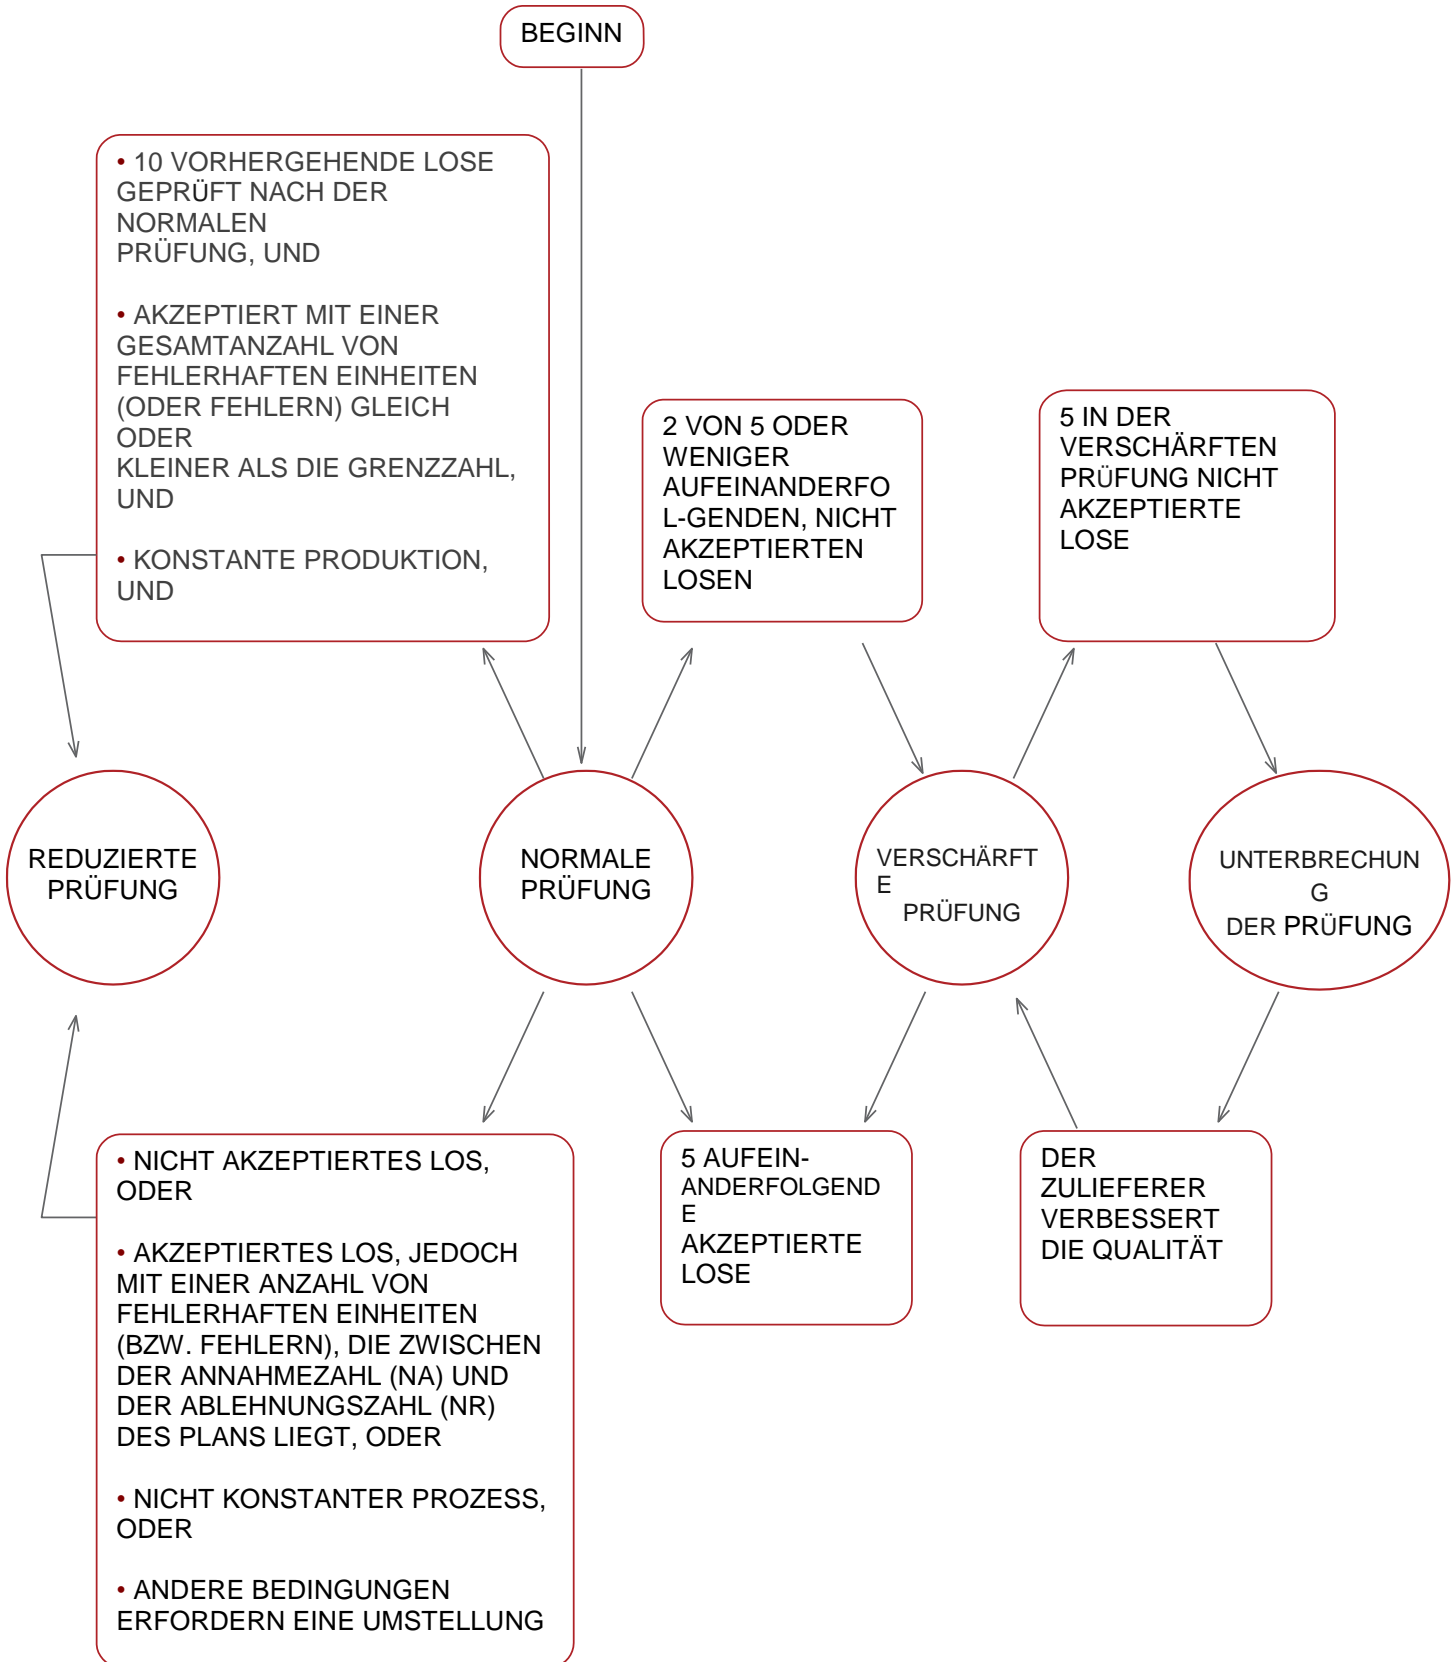 BEGINN
• 10 VORHERGEHENDE LOSE
GEPRÜFT NACH DER
NORMALEN
PRÜFUNG, UND
• AKZEPTIERT MIT EINER
GESAMTANZAHL VON
FEHLERHAFTEN EINHEITEN
(ODER FEHLERN) GLEICH
ODER
KLEINER ALS DIE GRENZZAHL,
UND
• KONSTANTE PRODUKTION,
UND
2 VON 5 ODER
WENIGER
AUFEINANDERFO
L-GENDEN, NICHT
AKZEPTIERTEN
LOSEN
5 IN DER
VERSCHÄRFTEN
PRÜFUNG NICHT
AKZEPTIERTE
LOSE
REDUZIERTE
PRÜFUNG
NORMALE
PRÜFUNG
VERSCHÄRFT
E
PRÜFUNG
UNTERBRECHUN
G
DER PRÜFUNG
• NICHT AKZEPTIERTES LOS,
ODER
• AKZEPTIERTES LOS, JEDOCH
MIT EINER ANZAHL VON
FEHLERHAFTEN EINHEITEN
(BZW. FEHLERN), DIE ZWISCHEN
DER ANNAHMEZAHL (NA) UND
DER ABLEHNUNGSZAHL (NR)
DES PLANS LIEGT, ODER
• NICHT KONSTANTER PROZESS,
ODER
• ANDERE BEDINGUNGEN
ERFORDERN EINE UMSTELLUNG
5 AUFEIN-
ANDERFOLGEND
E
AKZEPTIERTE
LOSE
DER
ZULIEFERER
VERBESSERT
DIE QUALITÄT